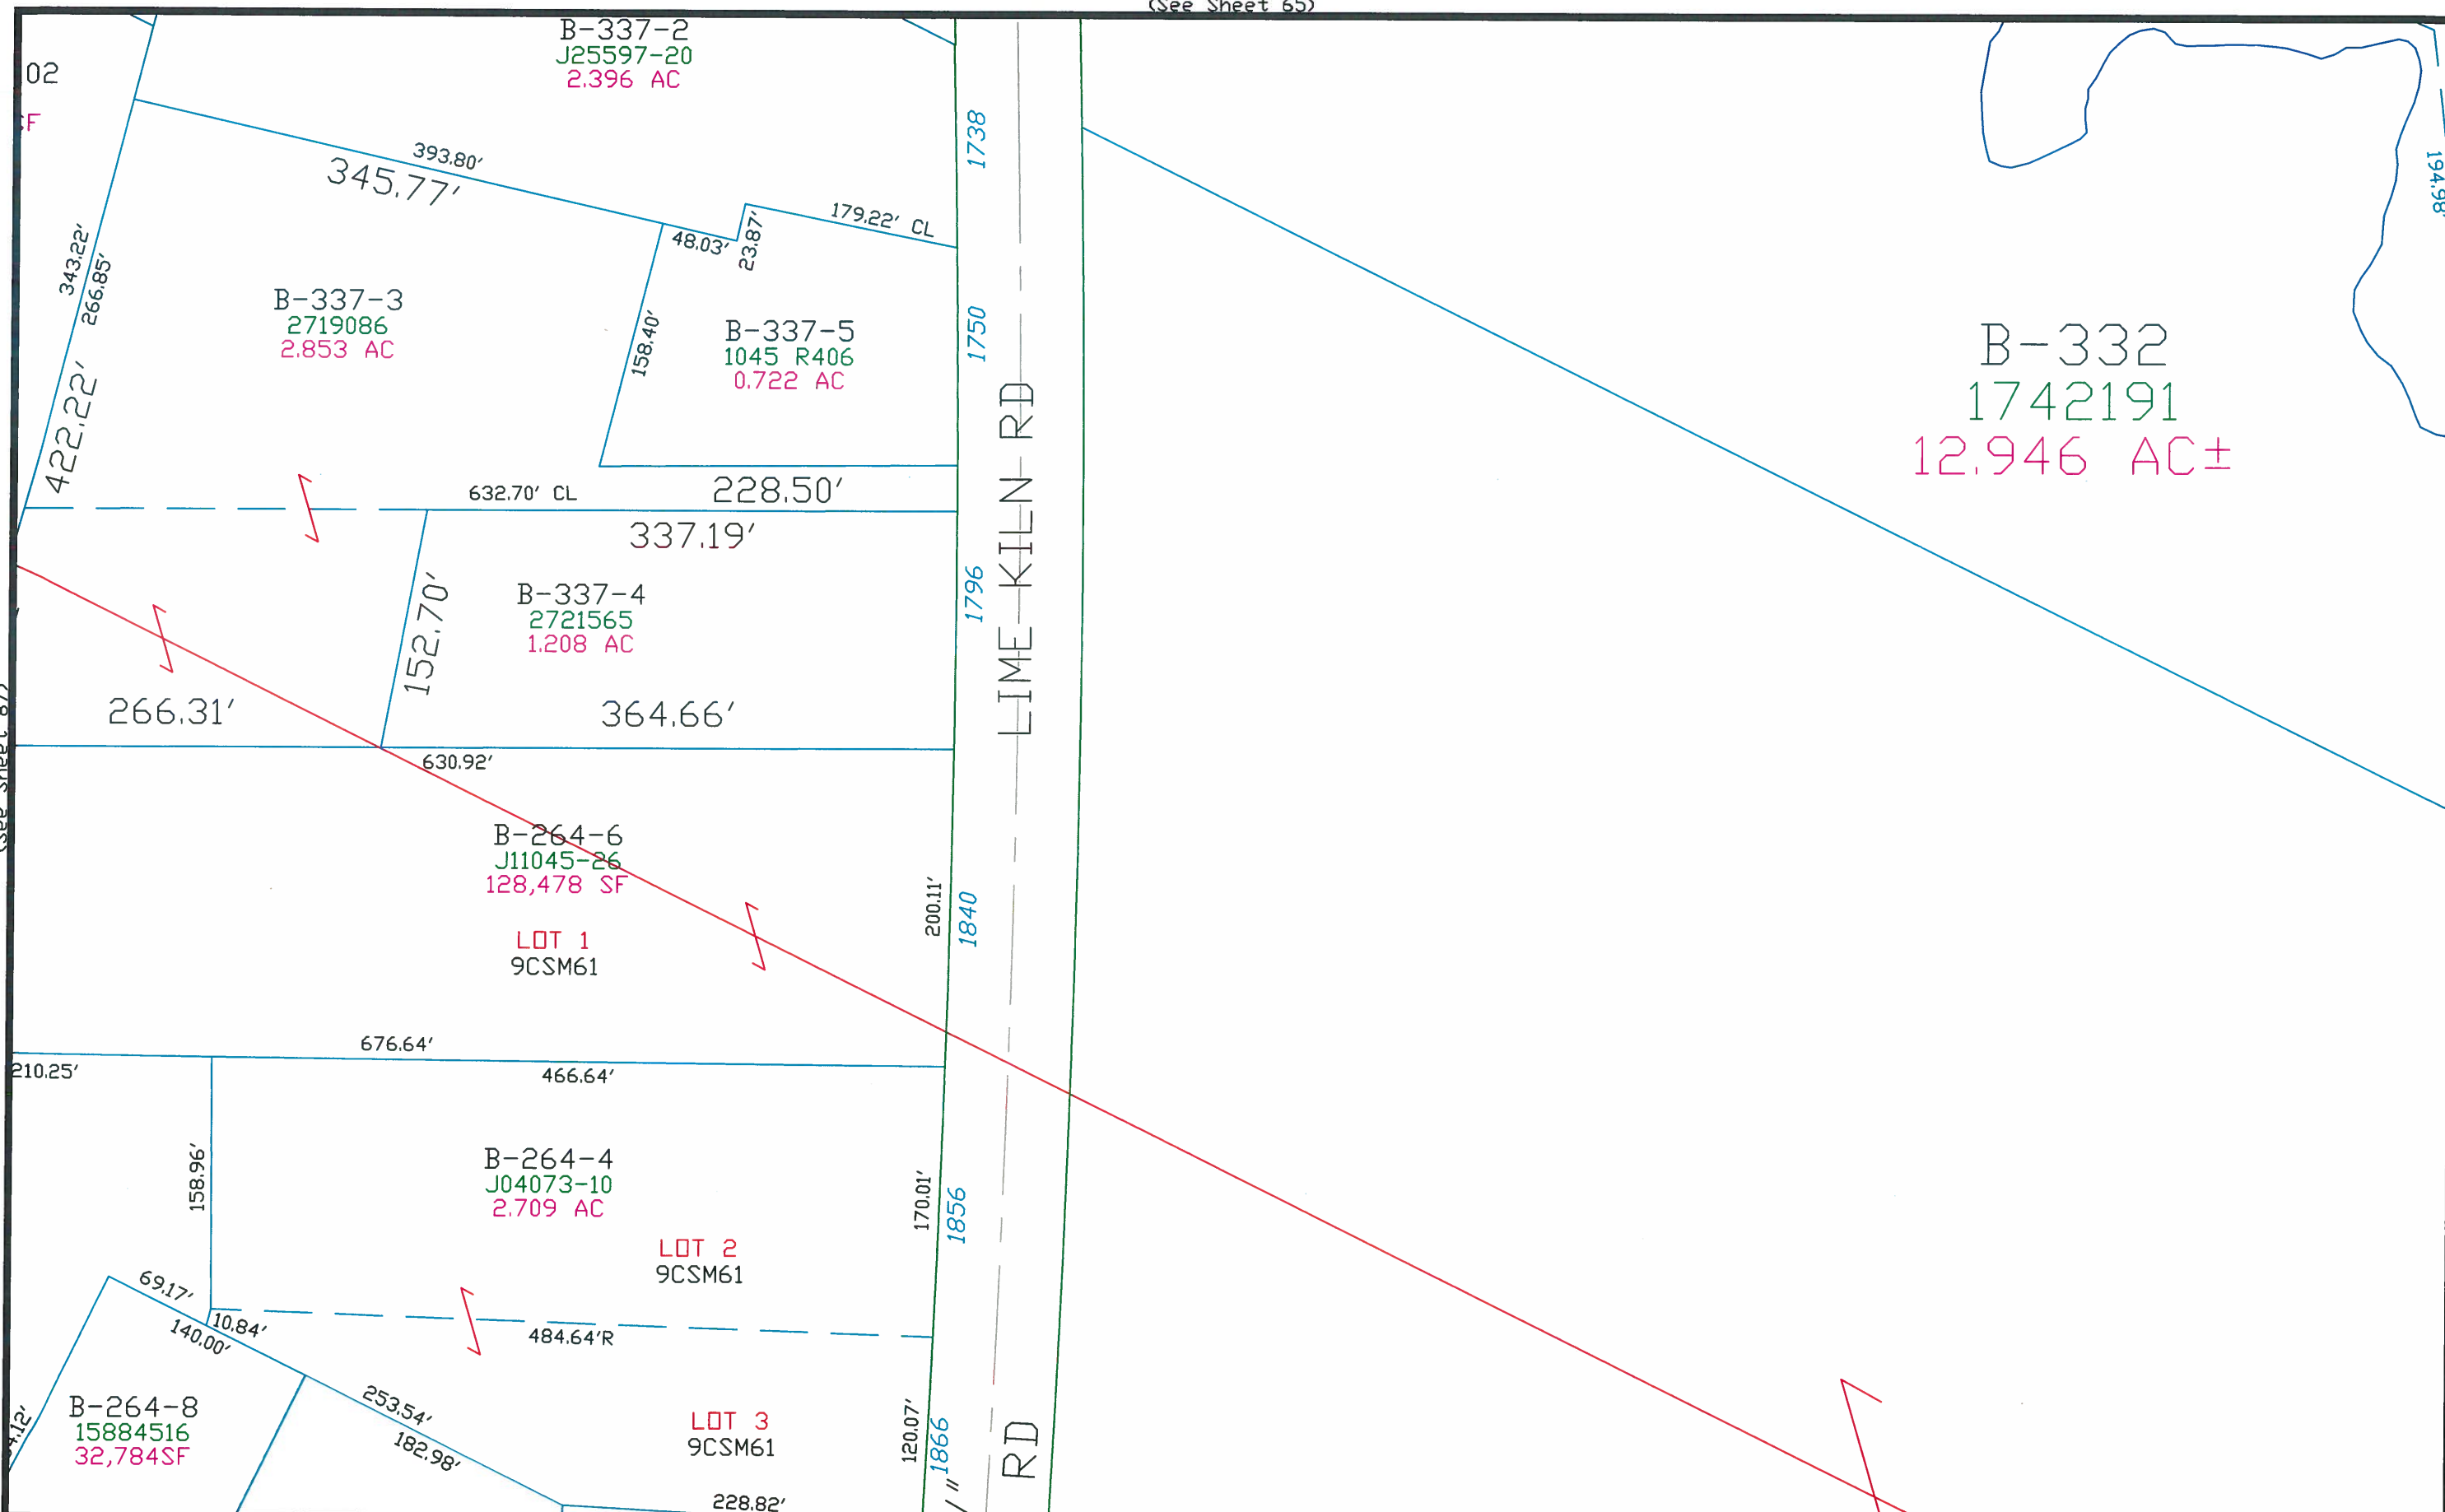 (See Sheet 65)
02
B-337-2
J25597-20
2.396 AC
393.80'
345.77'
343.22'
266.85'
422.22'
48.03'
23.87'
179.22' CL
1738
194.98'
B-337-3
2719086
2.853 AC
158.40'
B-337-5
1045 R406
0.722 AC
1750
B-332
1742191
12.946 AC±
LIME KILN RD
632.70' CL
228.50'
337.19'
152.70'
B-337-4
2721565
1.208 AC
1796
266.31'
364.66'
630.92'
B-264-6
J11045-26
128,478 SF
LOT 1
9CSM61
200.11'
1840
676.64'
210.25'
466.64'
158.96'
B-264-4
J04073-10
2.709 AC
170.01'
1856
LOT 2
9CSM61
69.17'
10.84'
140.00'
484.64'R
253.54'
182.98'
B-264-8
15884516
32,784SF
LOT 3
9CSM61
120.07'
1866
RD
228.82'